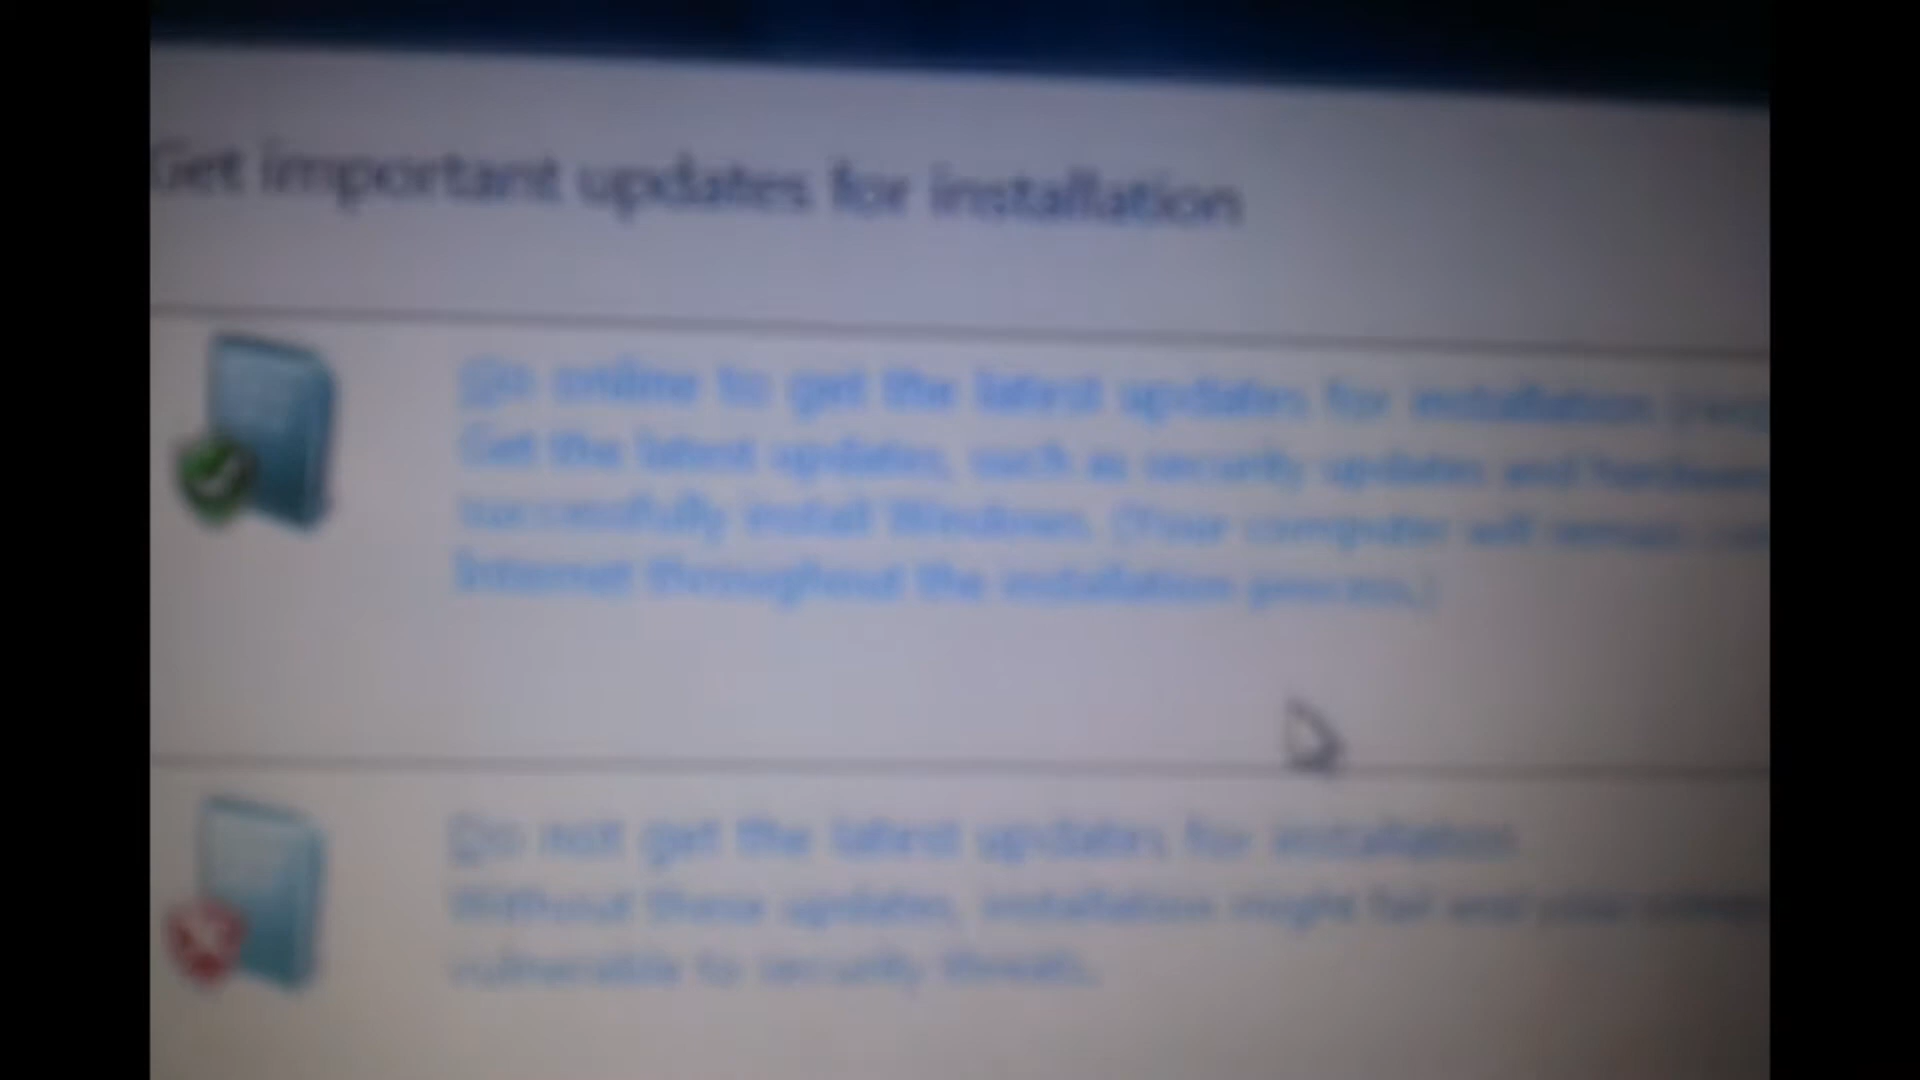 Get important updates for installation
Go online to get the latest updates for installation
Get the latest updates, such as security updates and hardware
successfully install Windows. (Your computer will remain
Internet throughout the installation process.)
Do not get the latest updates for installation
Without these updates, installation might fail and your
vulnerable to security threats.